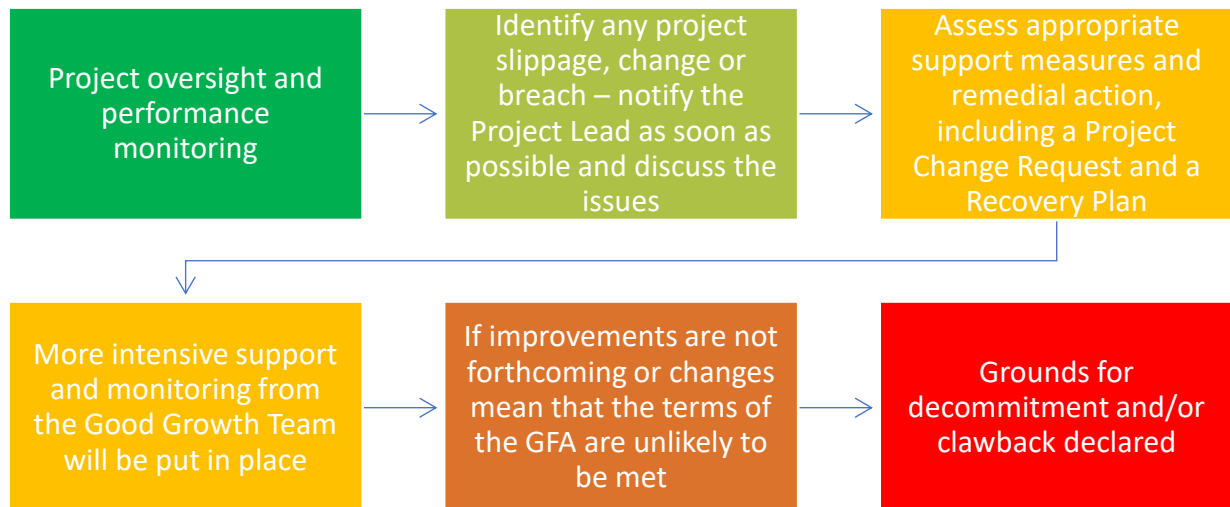 Project oversight and
performance
monitoring
Identify any project
slippage, change or
breach – notify the
Project Lead as soon as
possible and discuss the
issues
Assess appropriate
support measures and
remedial action,
including a Project
Change Request and a
Recovery Plan
More intensive support
and monitoring from
the Good Growth Team
will be put in place
If improvements are not
forthcoming or changes
mean that the terms of
the GFA are unlikely to
be met
Grounds for
decommitment and/or
clawback declared